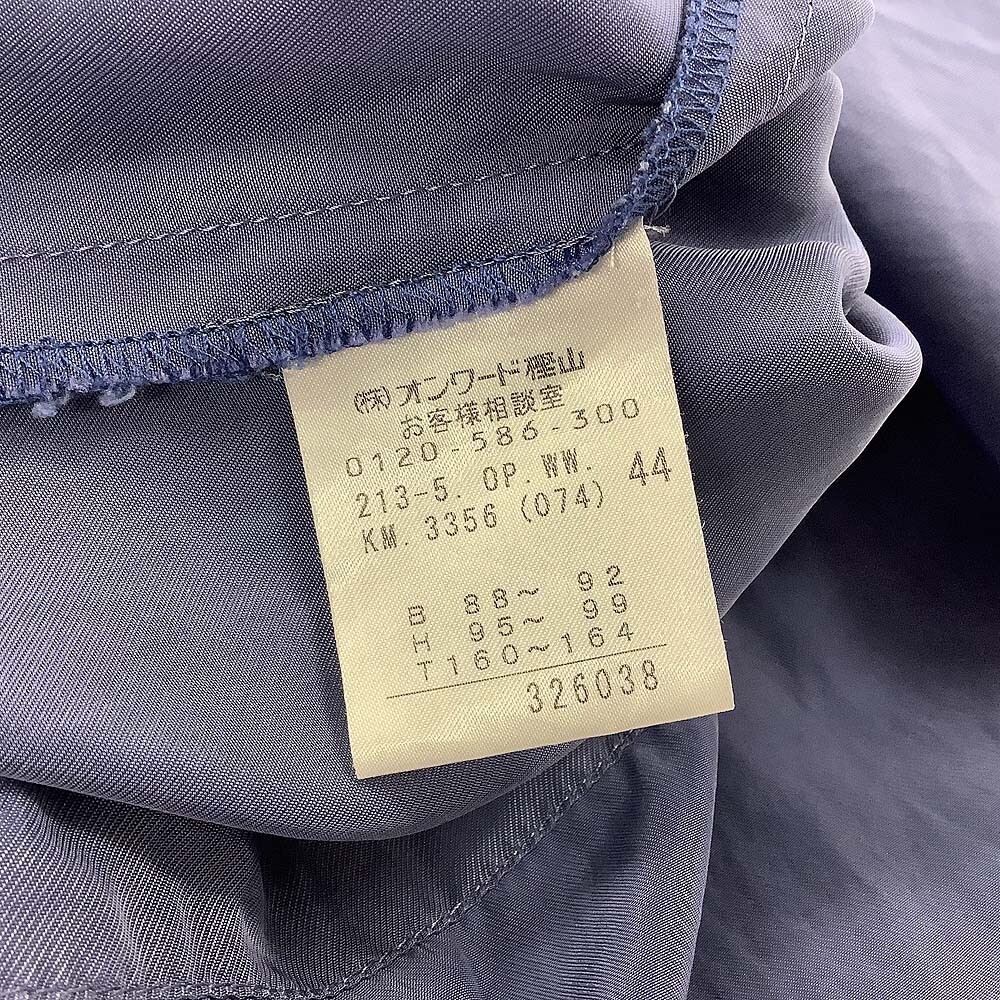 (株)オンワード樫山
お客様相談室
0120-586-300
213-5. OP. WW. 44
KM. 3356 (074)
B 88～ 92
H 95～ 99
T160～164
326038